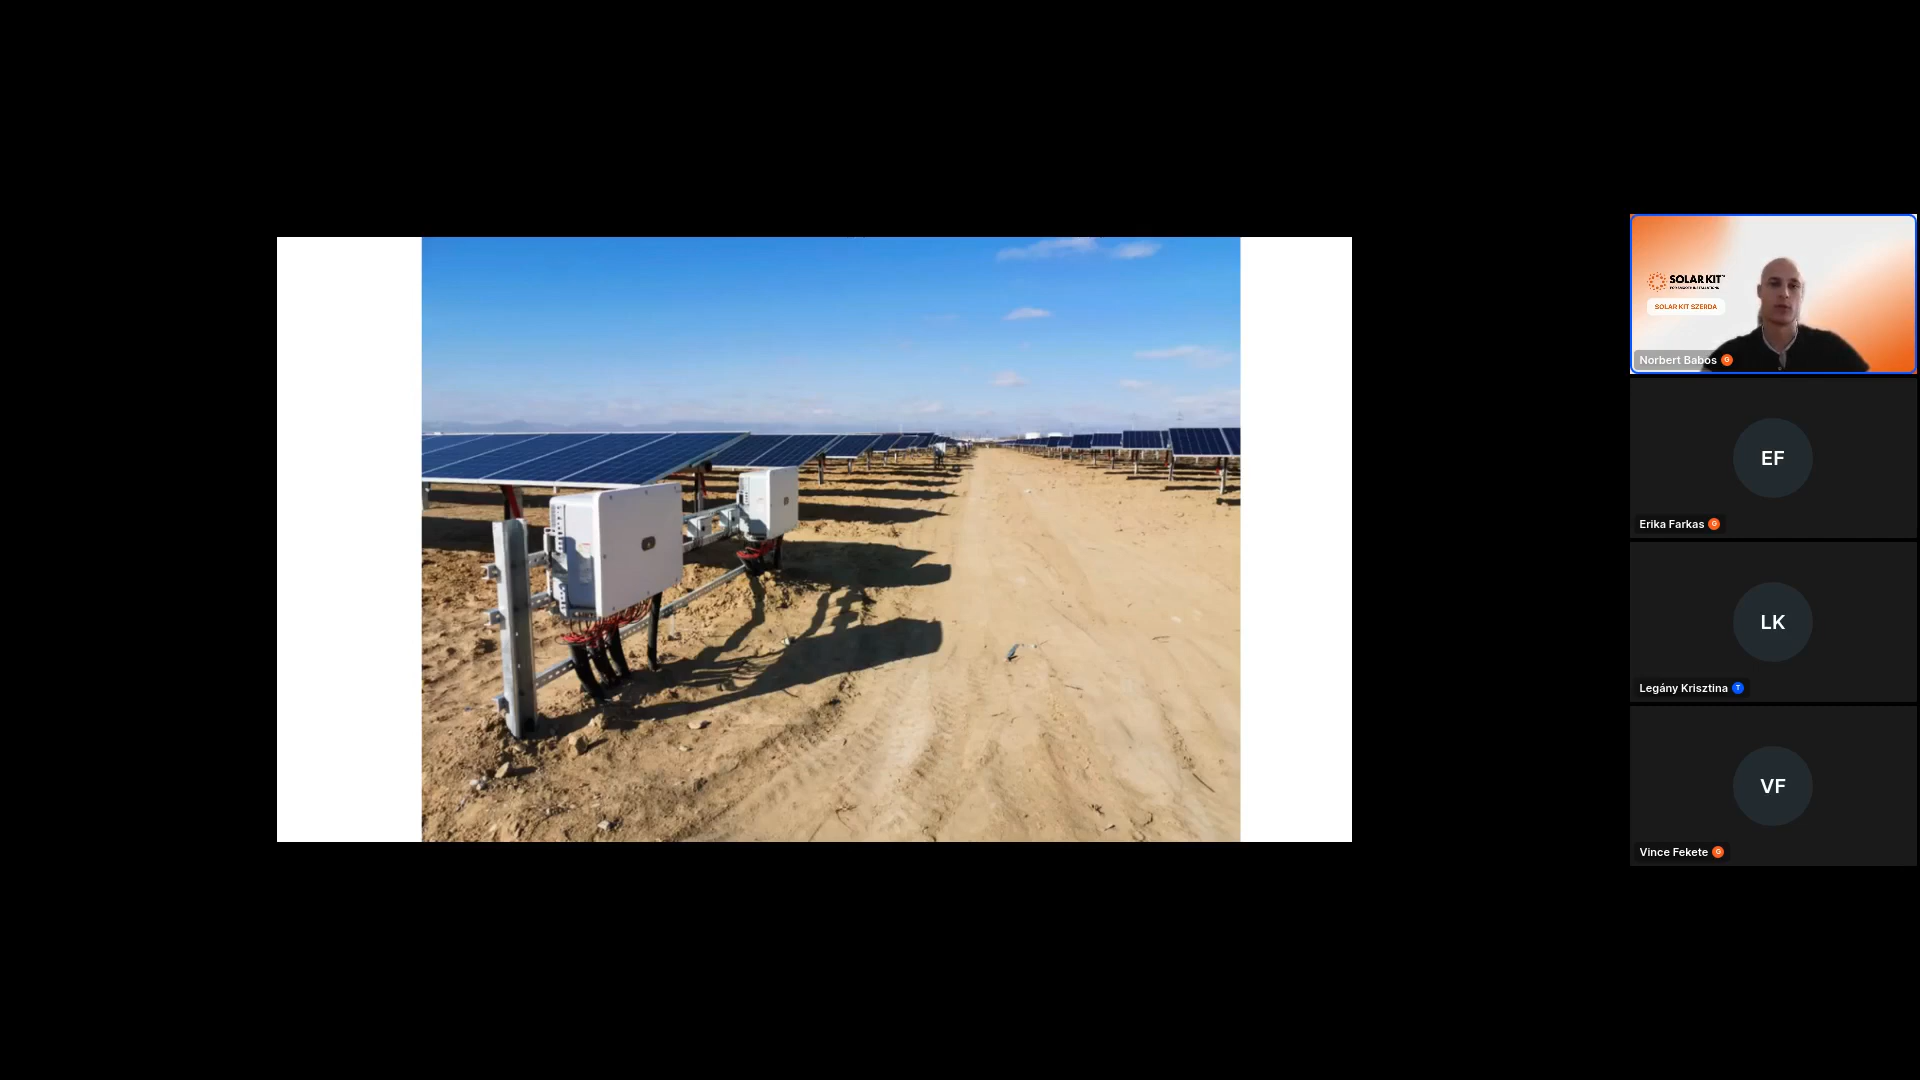 SOLAR KIT
SOLAR KIT SZERDA
Norbert Babos
G
EF
Erika Farkas
G
LK
Legány Krisztina
T
VF
Vince Fekete
G